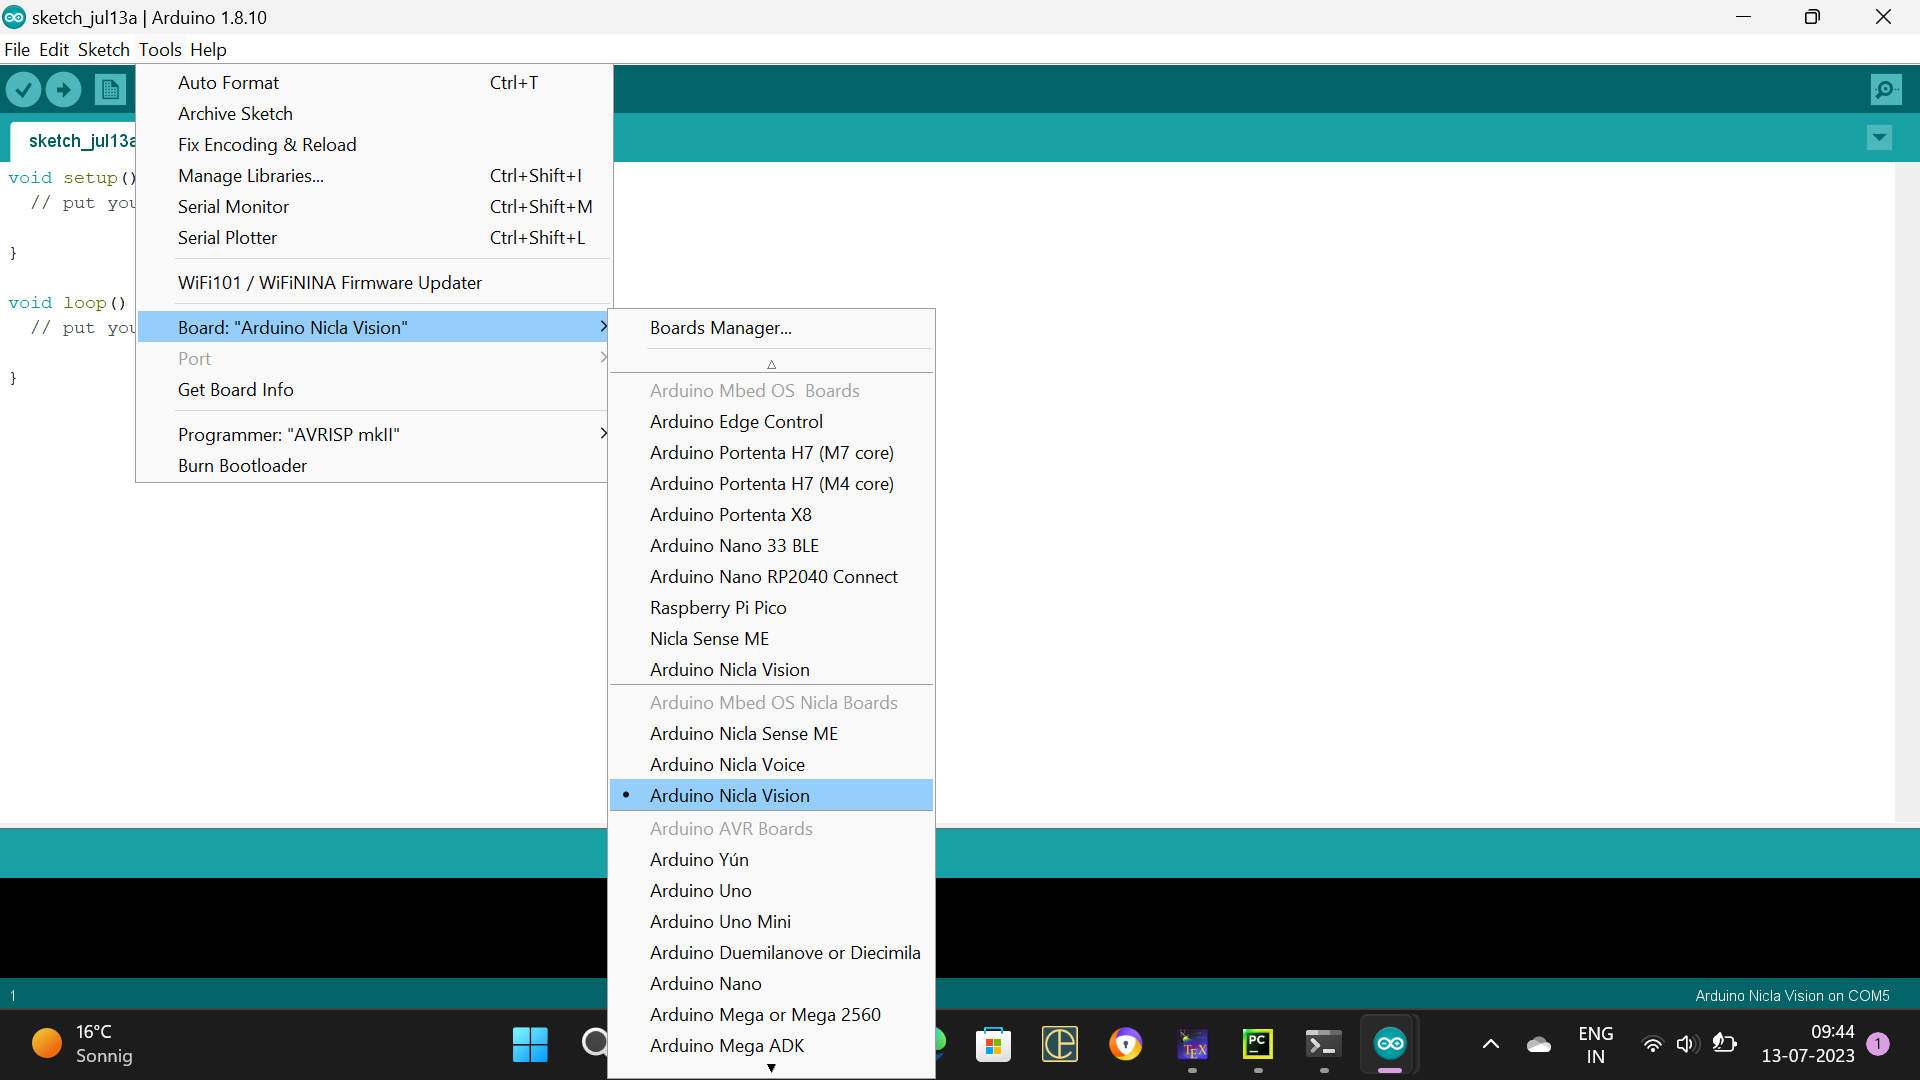 sketch_jul13a | Arduino 1.8.10
File Edit Sketch Tools Help
sketch_jul13a
void setup()
// put you
}
void loop()
// put you
}
Auto Format Ctrl+T
Archive Sketch
Fix Encoding & Reload
Manage Libraries... Ctrl+Shift+I
Serial Monitor Ctrl+Shift+M
Serial Plotter Ctrl+Shift+L
WiFi101 / WiFiNINA Firmware Updater
Board: "Arduino Nicla Vision"
Port
Get Board Info
Programmer: "AVRISP mkII"
Burn Bootloader
Boards Manager...
Arduino Mbed OS Boards
Arduino Edge Control
Arduino Portenta H7 (M7 core)
Arduino Portenta H7 (M4 core)
Arduino Portenta X8
Arduino Nano 33 BLE
Arduino Nano RP2040 Connect
Raspberry Pi Pico
Nicla Sense ME
Arduino Nicla Vision
Arduino Mbed OS Nicla Boards
Arduino Nicla Sense ME
Arduino Nicla Voice
• Arduino Nicla Vision
Arduino AVR Boards
Arduino Yún
Arduino Uno
Arduino Uno Mini
Arduino Duemilanove or Diecimila
Arduino Nano
Arduino Mega or Mega 2560
Arduino Mega ADK
1
Arduino Nicla Vision on COM5
16°C
Sonnig
TEX
PC
ENG
IN
09:44
13-07-2023
1